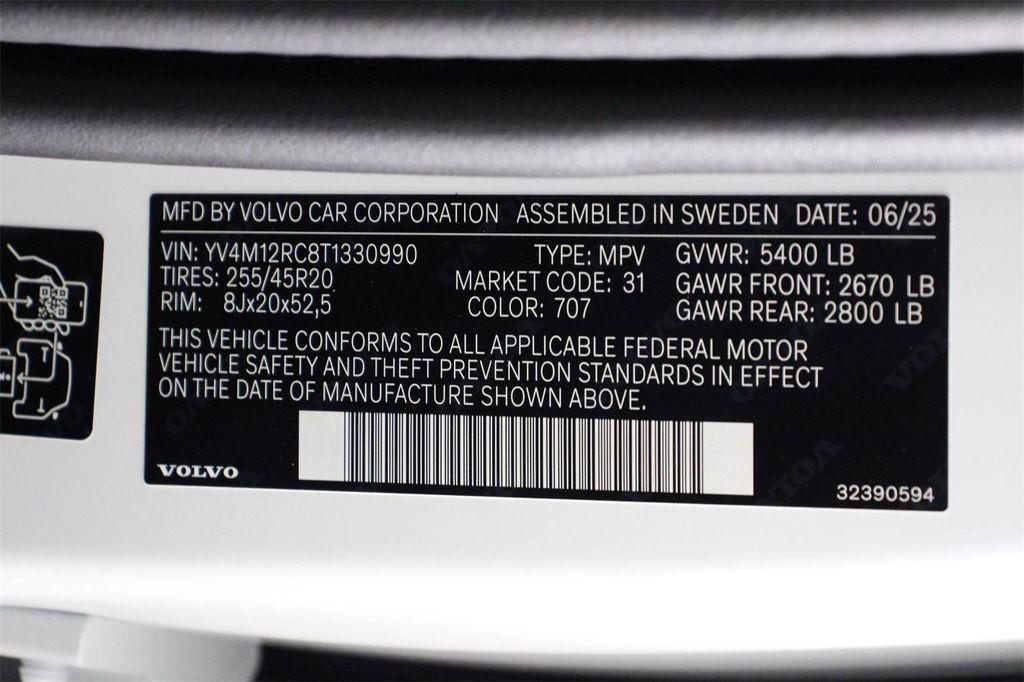 MFD BY VOLVO CAR CORPORATION ASSEMBLED IN SWEDEN DATE: 06/25
VIN: YV4M12RC8T1330990 TYPE: MPV GVWR: 5400 LB
TIRES: 255/45R20 MARKET CODE: 31 GAWR FRONT: 2670 LB
RIM: 8Jx20x52,5 COLOR: 707 GAWR REAR: 2800 LB
THIS VEHICLE CONFORMS TO ALL APPLICABLE FEDERAL MOTOR
VEHICLE SAFETY AND THEFT PREVENTION STANDARDS IN EFFECT
ON THE DATE OF MANUFACTURE SHOWN ABOVE.
VOLVO
32390594